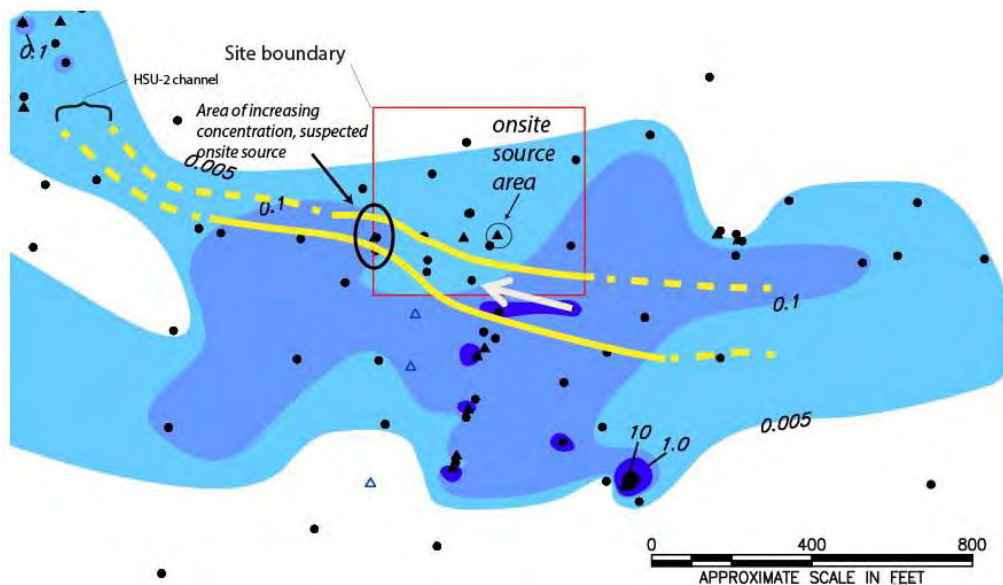 0.1
HSU-2 channel
Site boundary
Area of increasing
concentration, suspected
onsite source
onsite
source
area
0.005
0.1
0.1
0.005
10
1.0
0
400
800
APPROXIMATE SCALE IN FEET